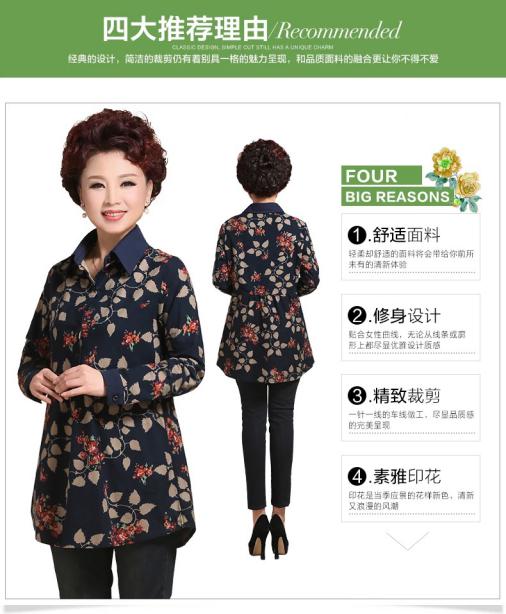 四大推荐理由/Recommended
CLASSIC DESIGN, SIMPLE CUT STILL HAS A UNIQUE CHARM
经典的设计，简洁的裁剪仍有着别具一格的魅力呈现，和品质面料的融合更让你不得不爱
FOUR
BIG REASONS
1.舒适面料
轻柔却舒适的面料将会带给你前所
未有的清新体验
2.修身设计
贴合女性曲线，无论从线条或廓
形上都尽显优雅设计质感
3.精致裁剪
一针一线的车线做工，尽显品质感
的完美呈现
4.素雅印花
印花是当季应景的花样新色，清新
又浪漫的风潮